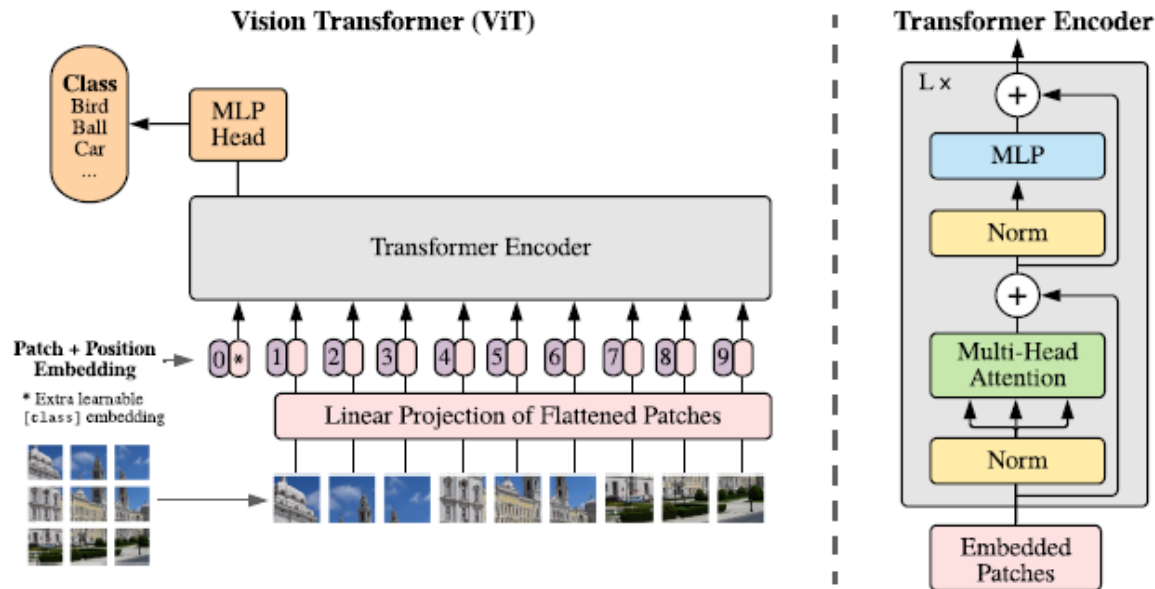 Vision Transformer (ViT)
Class
Bird
Ball
Car
...
MLP
Head
Transformer Encoder
Patch + Position
Embedding
* Extra learnable
[class] embedding
0 * 1 2 3 4 5 6 7 8 9
Linear Projection of Flattened Patches
Transformer Encoder
L ×
+
MLP
Norm
+
Multi-Head
Attention
Norm
Embedded
Patches